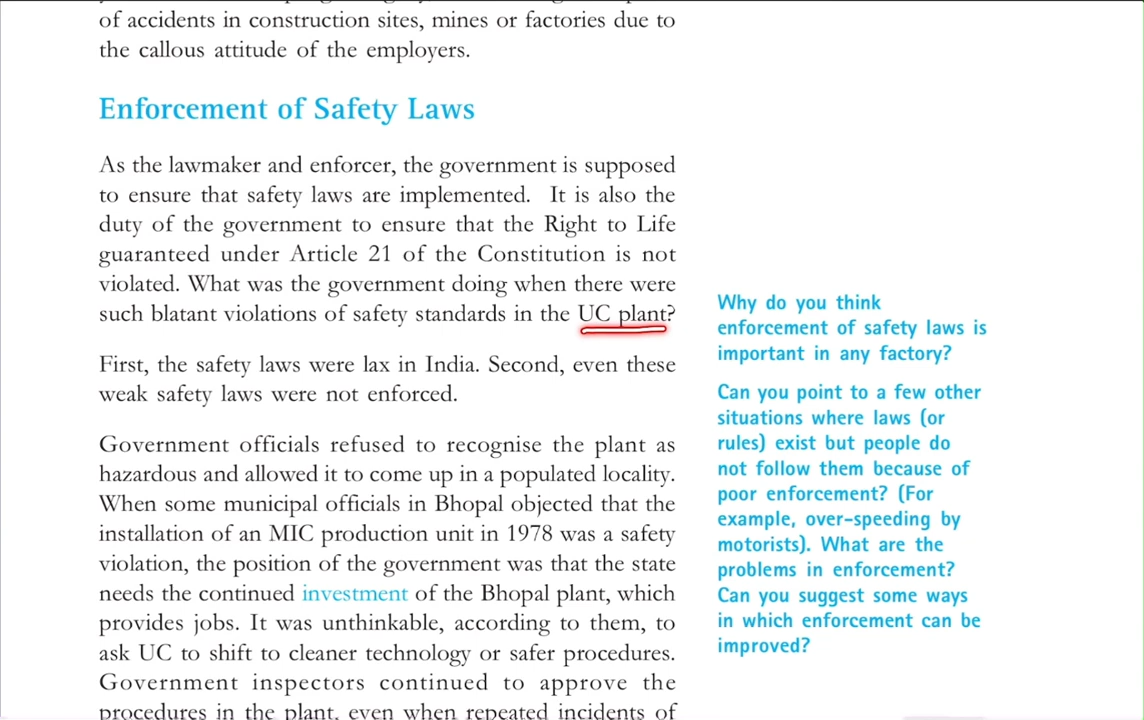 of accidents in construction sites, mines or factories due to
the callous attitude of the employers.
Enforcement of Safety Laws
As the lawmaker and enforcer, the government is supposed
to ensure that safety laws are implemented. It is also the
duty of the government to ensure that the Right to Life
guaranteed under Article 21 of the Constitution is not
violated. What was the government doing when there were
such blatant violations of safety standards in the UC plant?
First, the safety laws were lax in India. Second, even these
weak safety laws were not enforced.
Government officials refused to recognise the plant as
hazardous and allowed it to come up in a populated locality.
When some municipal officials in Bhopal objected that the
installation of an MIC production unit in 1978 was a safety
violation, the position of the government was that the state
needs the continued investment of the Bhopal plant, which
provides jobs. It was unthinkable, according to them, to
ask UC to shift to cleaner technology or safer procedures.
Government inspectors continued to approve the
procedures in the plant, even when repeated incidents of
Why do you think
enforcement of safety laws is
important in any factory?
Can you point to a few other
situations where laws (or
rules) exist but people do
not follow them because of
poor enforcement? (For
example, over-speeding by
motorists). What are the
problems in enforcement?
Can you suggest some ways
in which enforcement can be
improved?